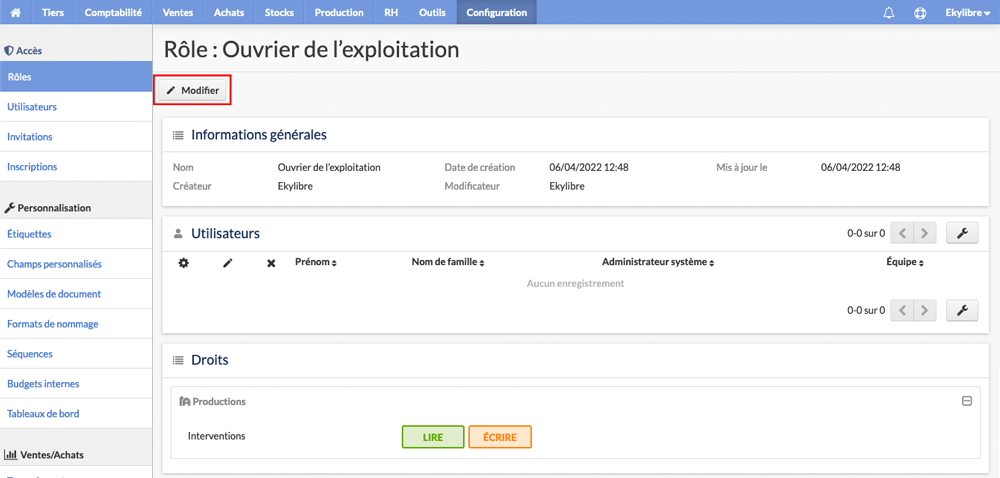 Tiers Comptabilité Ventes Achats Stocks Production RH Outils Configuration Ekylibre
Accès
Rôles
Utilisateurs
Invitations
Inscriptions
Personnalisation
Étiquettes
Champs personnalisés
Modèles de document
Formats de nommage
Séquences
Budgets internes
Tableaux de bord
Ventes/Achats
Rôle : Ouvrier de l’exploitation
Modifier
Informations générales
Nom Ouvrier de l’exploitation Date de création 06/04/2022 12:48 Mis à jour le 06/04/2022 12:48
Créateur Ekylibre Modificateur Ekylibre
Utilisateurs 0-0 sur 0
Prénom Nom de famille Administrateur système Équipe
Aucun enregistrement
0-0 sur 0
Droits
Productions
Interventions LIRE ÉCRIRE